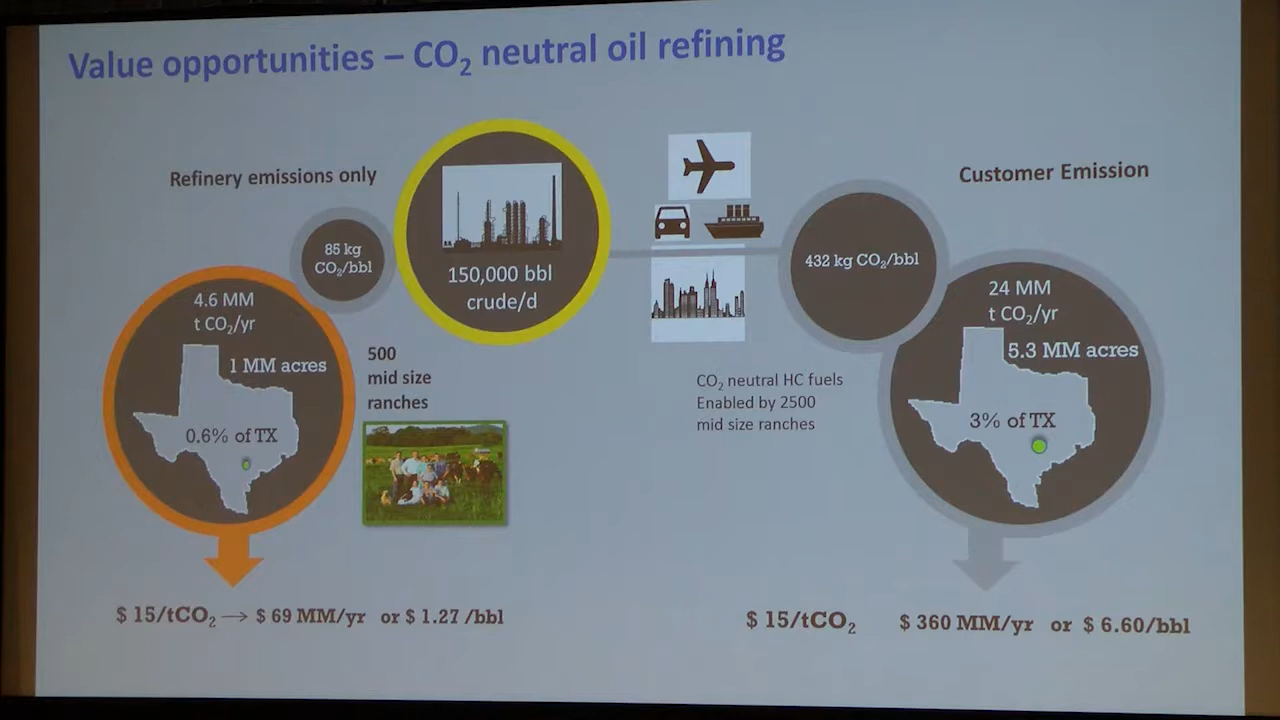 Value opportunities – CO₂ neutral oil refining
Refinery emissions only
85 kg
CO₂/bbl
150,000 bbl
crude/d
4.6 MM
t CO₂/yr
1 MM acres
0.6% of TX
500
mid size
ranches
$ 15/tCO₂ → $ 69 MM/yr or $ 1.27 /bbl
Customer Emission
432 kg CO₂/bbl
24 MM
t CO₂/yr
5.3 MM acres
3% of TX
CO₂ neutral HC fuels
Enabled by 2500
mid size ranches
$ 15/tCO₂ $ 360 MM/yr or $ 6.60/bbl